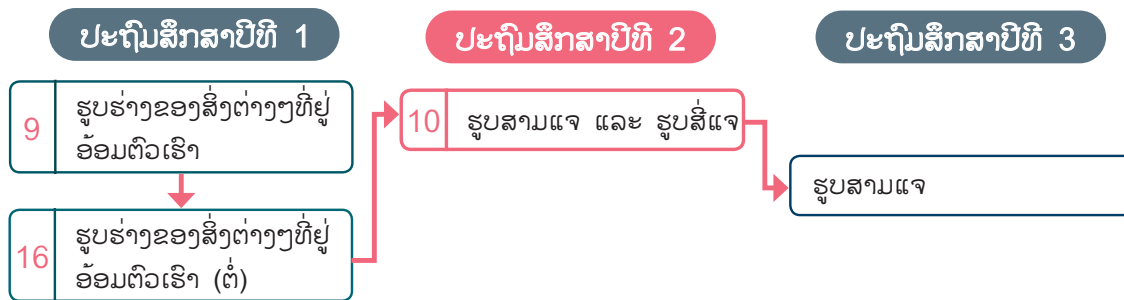 ປະຖົມສຶກສາປີທີ 1
ປະຖົມສຶກສາປີທີ 2
ປະຖົມສຶກສາປີທີ 3
9
ຮູບຮ່າງຂອງສິ່ງຕ່າງໆທີ່ຢູ່
ອ້ອມຕົວເຮົາ
10
ຮູບສາມແຈ ແລະ ຮູບສີ່ແຈ
ຮູບສາມແຈ
16
ຮູບຮ່າງຂອງສິ່ງຕ່າງໆທີ່ຢູ່
ອ້ອມຕົວເຮົາ (ຕໍ່)